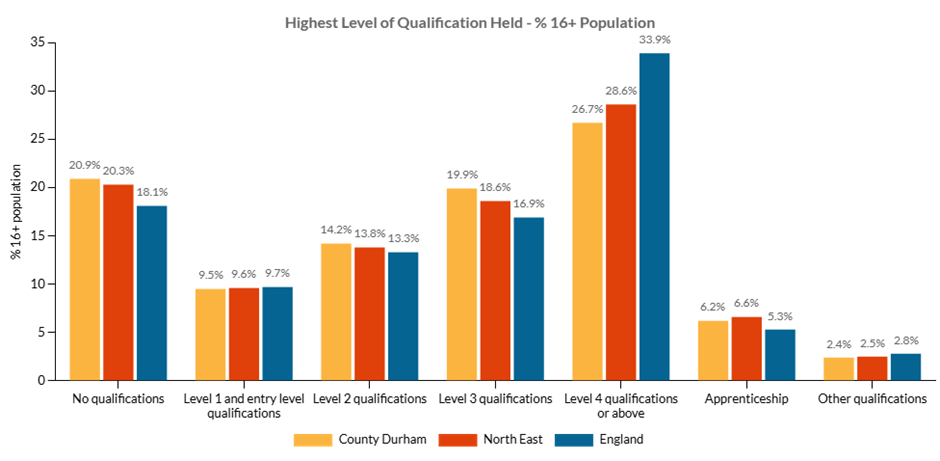 Highest Level of Qualification Held - % 16+ Population
% 16+ population
35
30
25
20
15
10
5
0
20.9% 20.3% 18.1%
9.5% 9.6% 9.7%
14.2% 13.8% 13.3%
19.9% 18.6% 16.9%
26.7% 28.6% 33.9%
6.2% 6.6% 5.3%
2.4% 2.5% 2.8%
No qualifications
Level 1 and entry level
qualifications
Level 2 qualifications
Level 3 qualifications
Level 4 qualifications
or above
Apprenticeship
Other qualifications
County Durham North East England